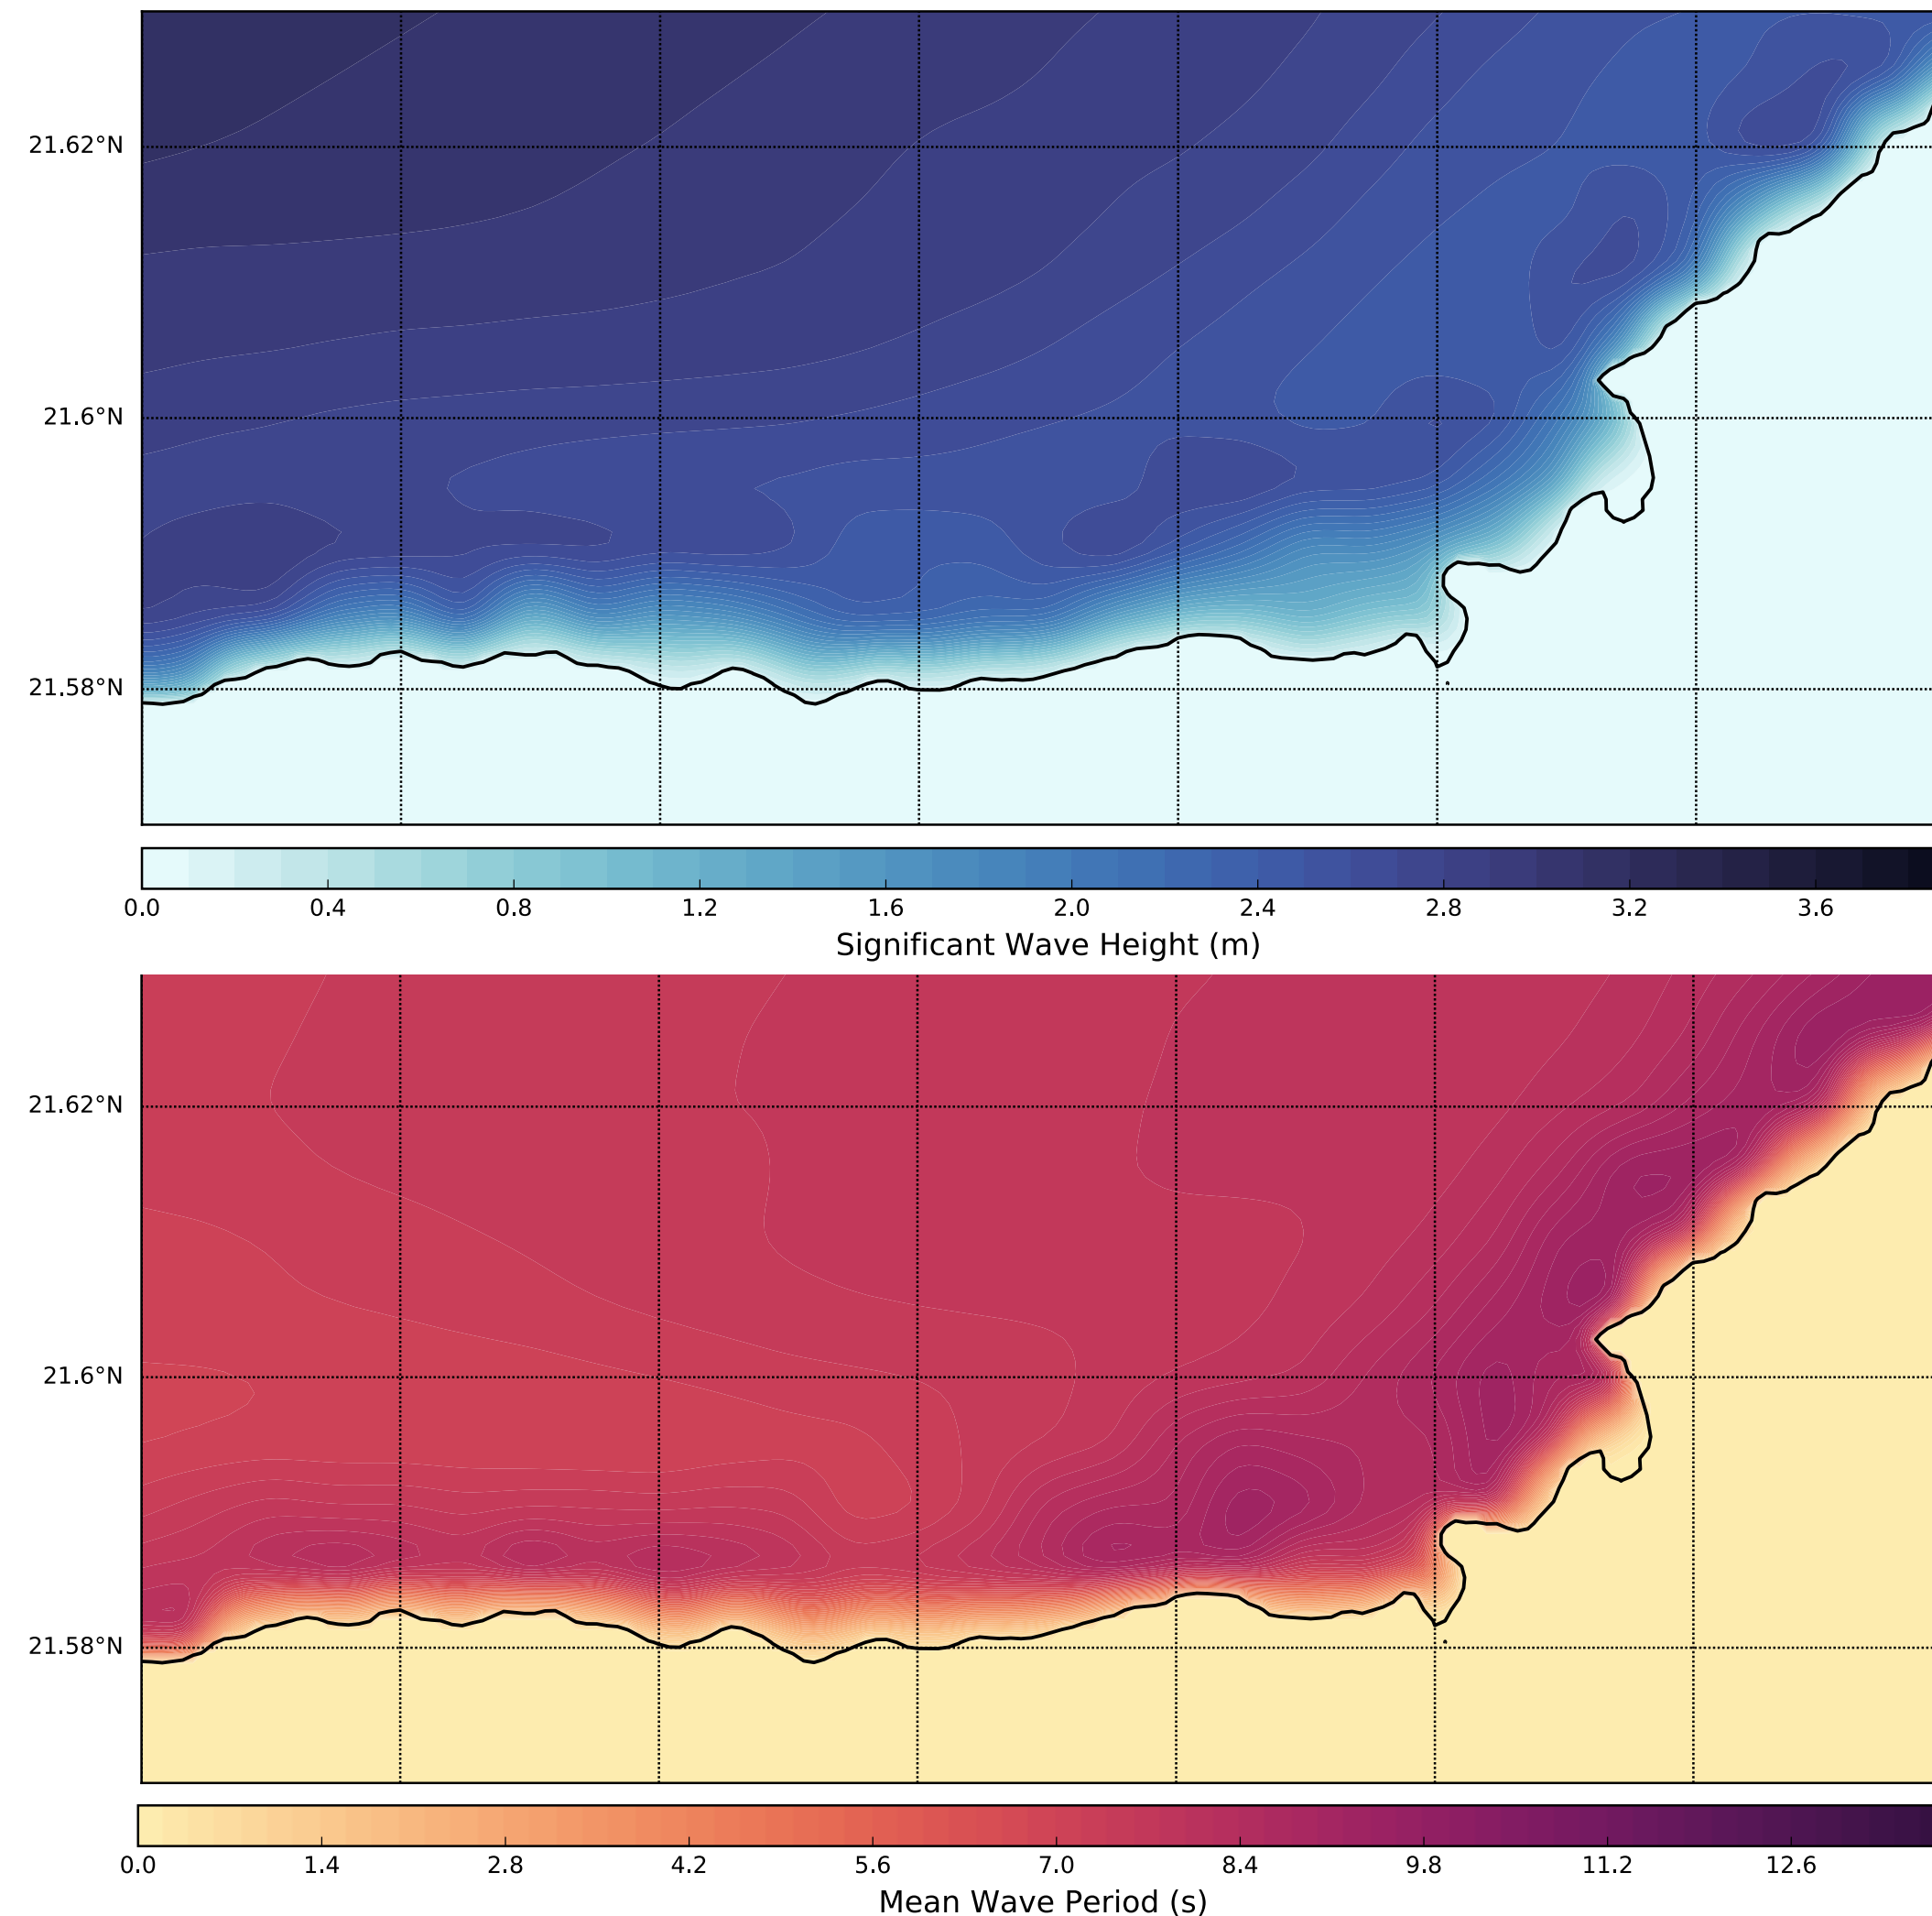 21.62°N
21.6°N
21.58°N
0.0 0.4 0.8 1.2 1.6 2.0 2.4 2.8 3.2 3.6
Significant Wave Height (m)
21.62°N
21.6°N
21.58°N
0.0 1.4 2.8 4.2 5.6 7.0 8.4 9.8 11.2 12.6
Mean Wave Period (s)